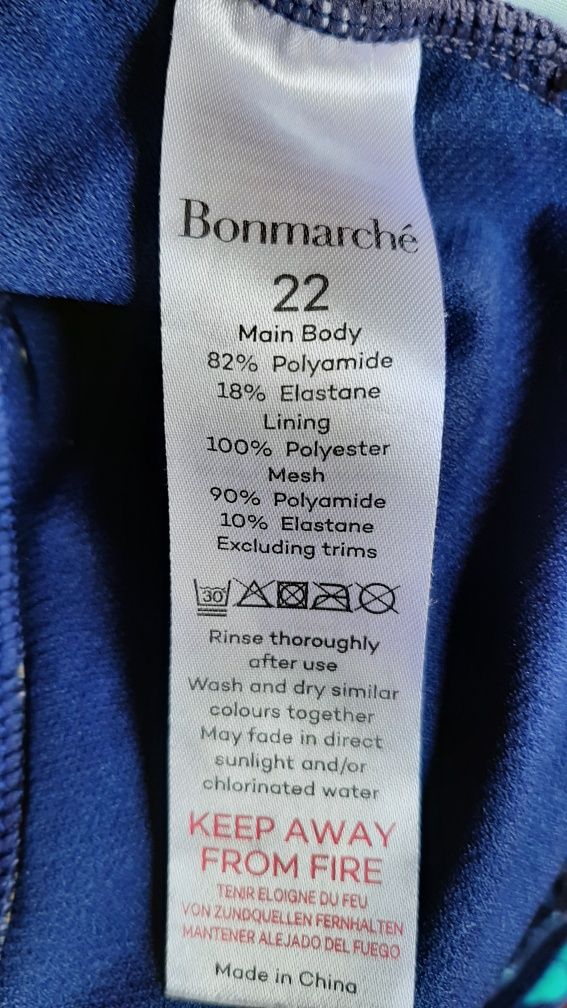 Bonmarché
22
Main Body
82% Polyamide
18% Elastane
Lining
100% Polyester
Mesh
90% Polyamide
10% Elastane
Excluding trims
30
Rinse thoroughly
after use
Wash and dry similar
colours together
May fade in direct
sunlight and/or
chlorinated water
KEEP AWAY
FROM FIRE
TENIR ELOIGNE DU FEU
VON ZUNDQUELLEN FERNHALTEN
MANTENER ALEJADO DEL FUEGO
Made in China